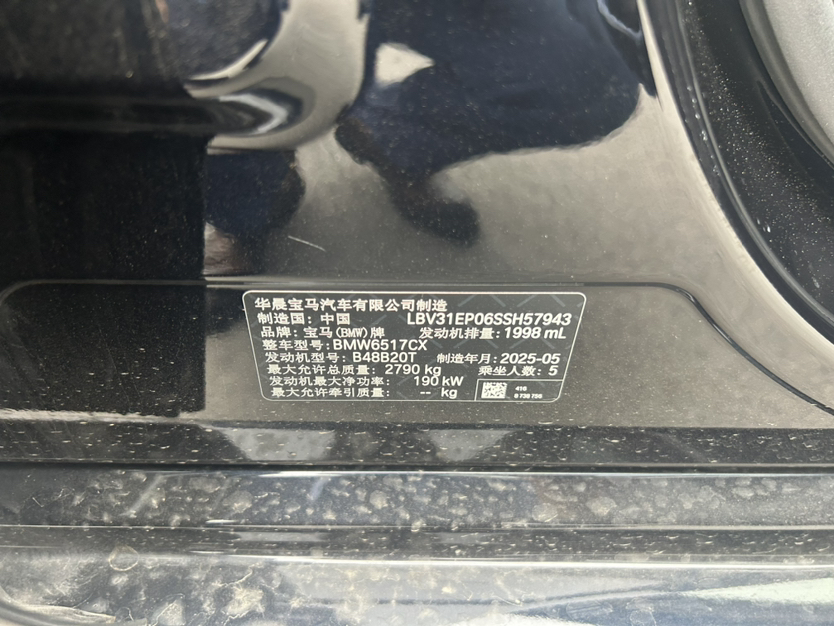 华晨宝马汽车有限公司制造
制造国：中国 LBV31EP06SSH57943
品牌：宝马(BMW)牌 发动机排量：1998 mL
整车型号：BMW6517CX
发动机型号：B48B20T 制造年月：2025-05
最大允许总质量：2790 kg 乘坐人数：5
发动机最大净功率：190 kW
最大允许牵引质量：-- kg
416